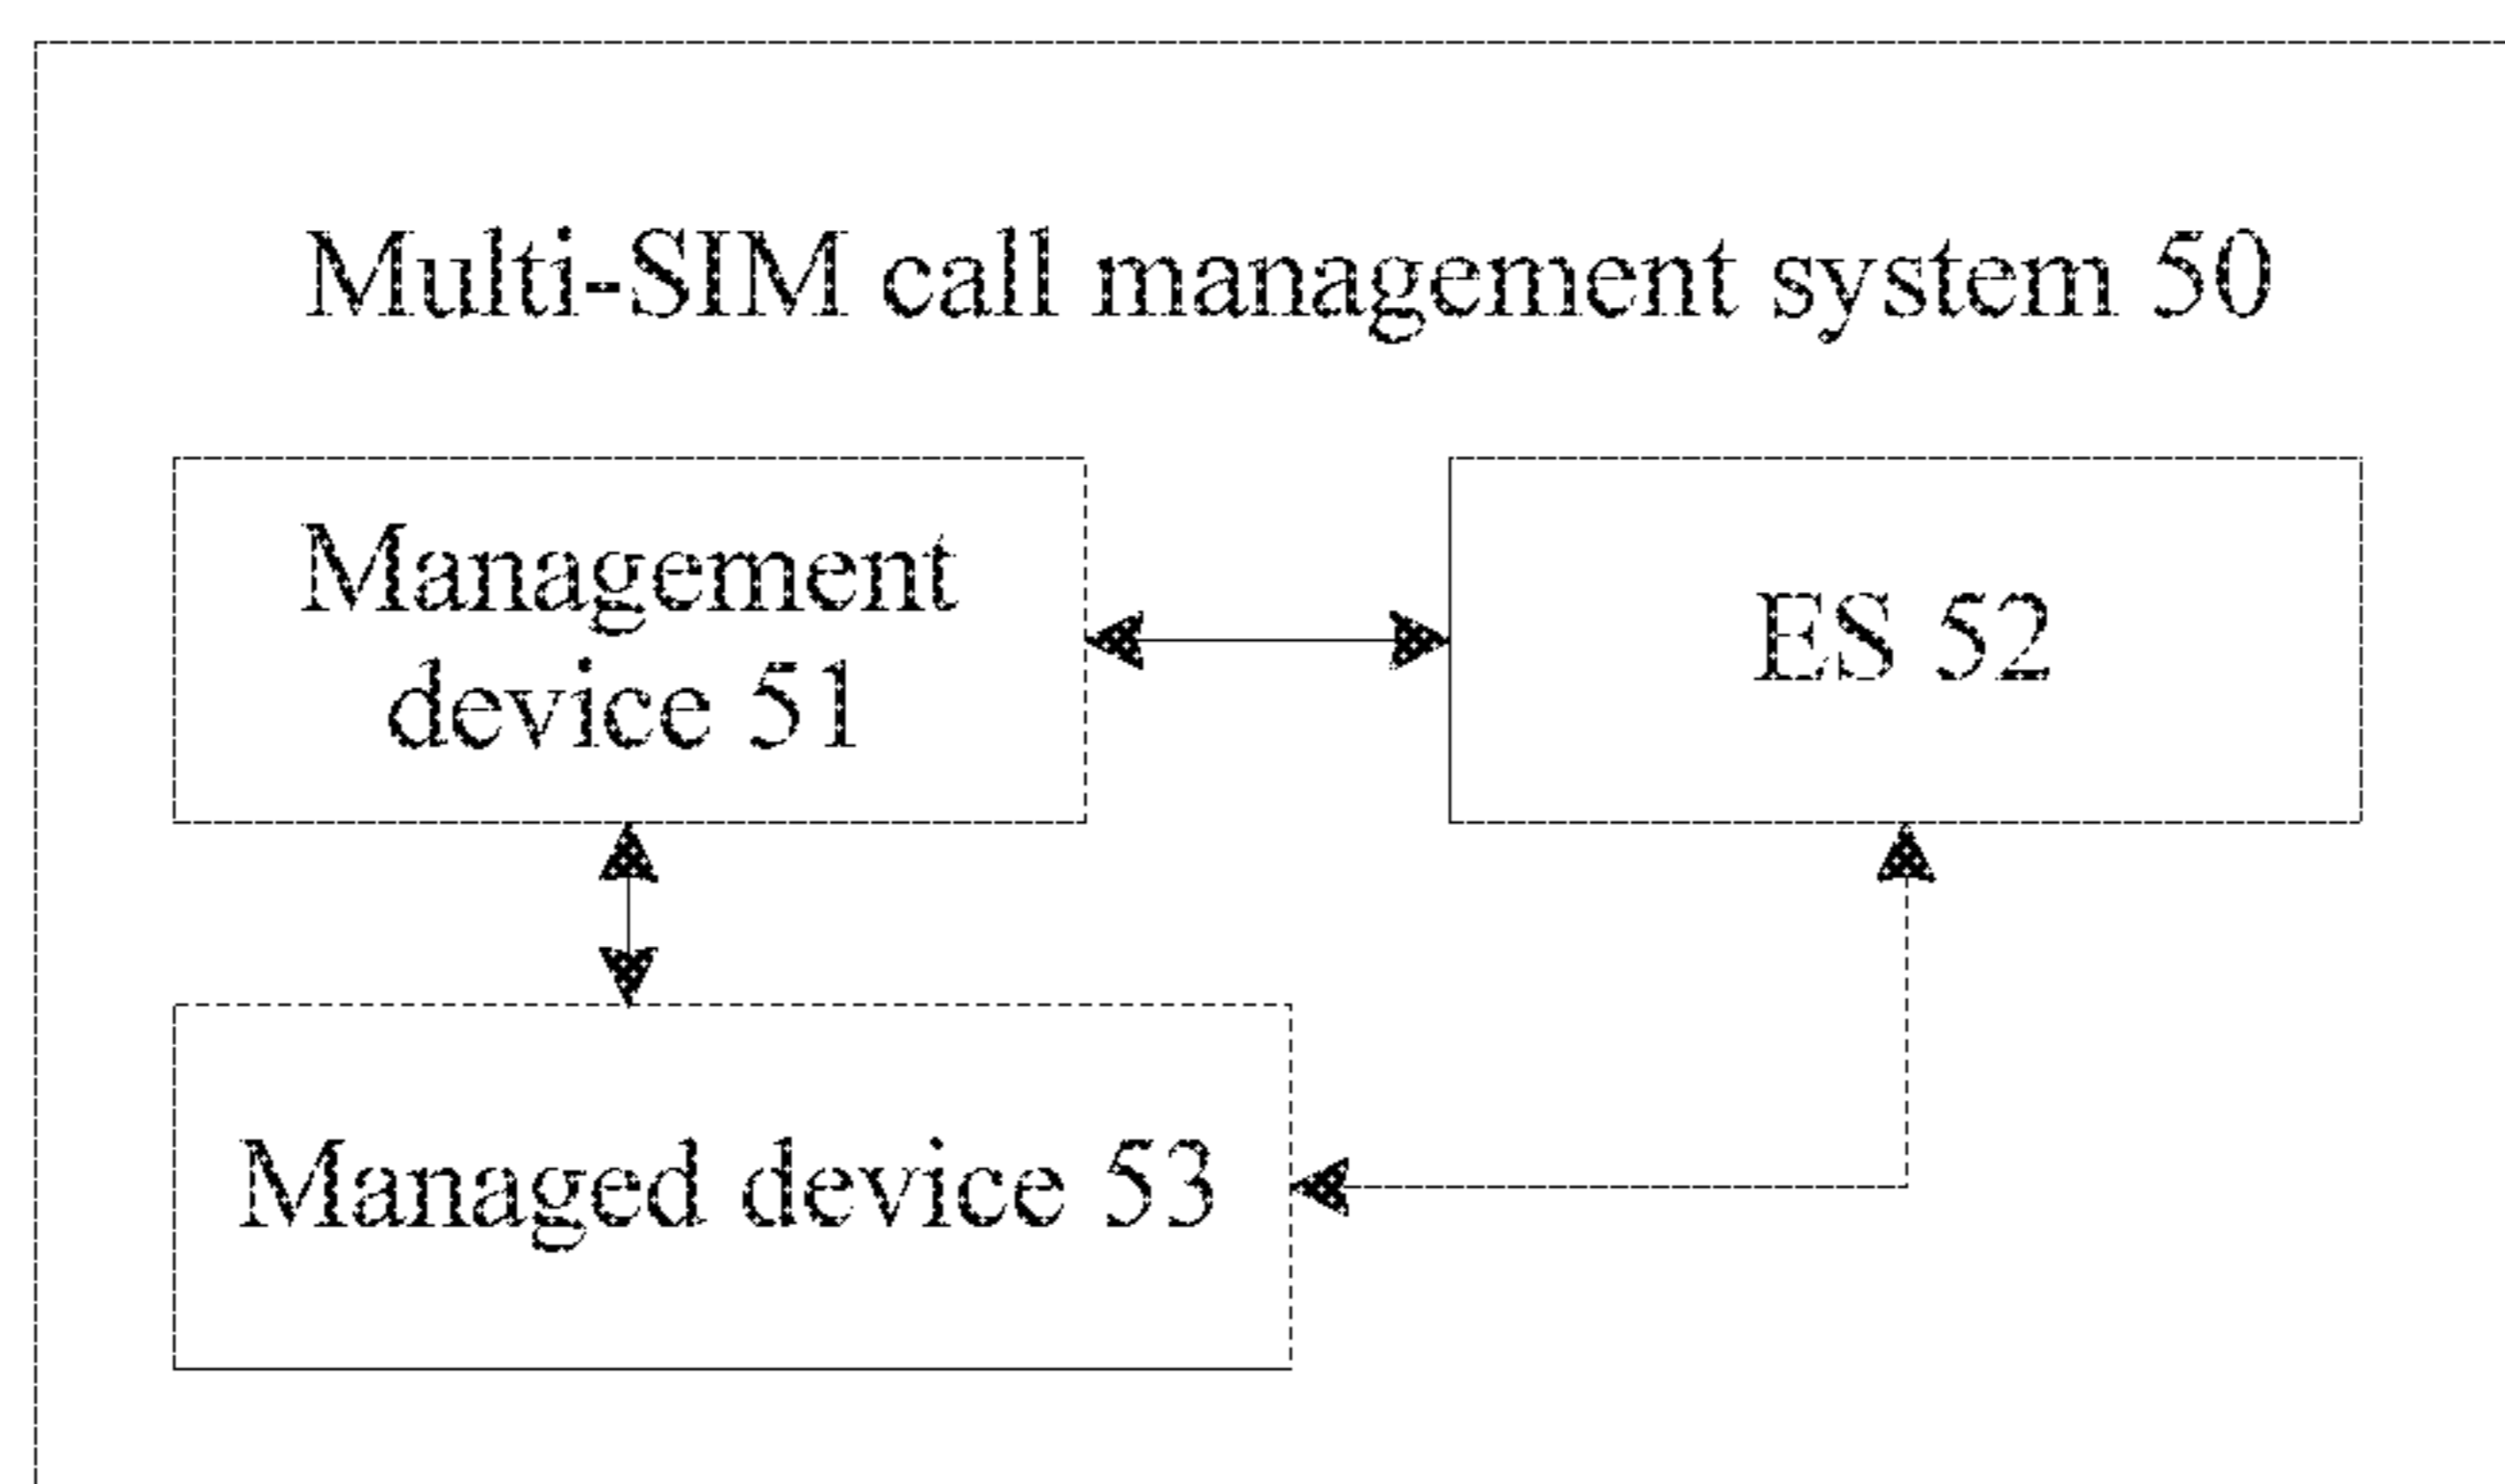 Multi-SIM call management system 50
Management
device 51
ES 52
Managed device 53